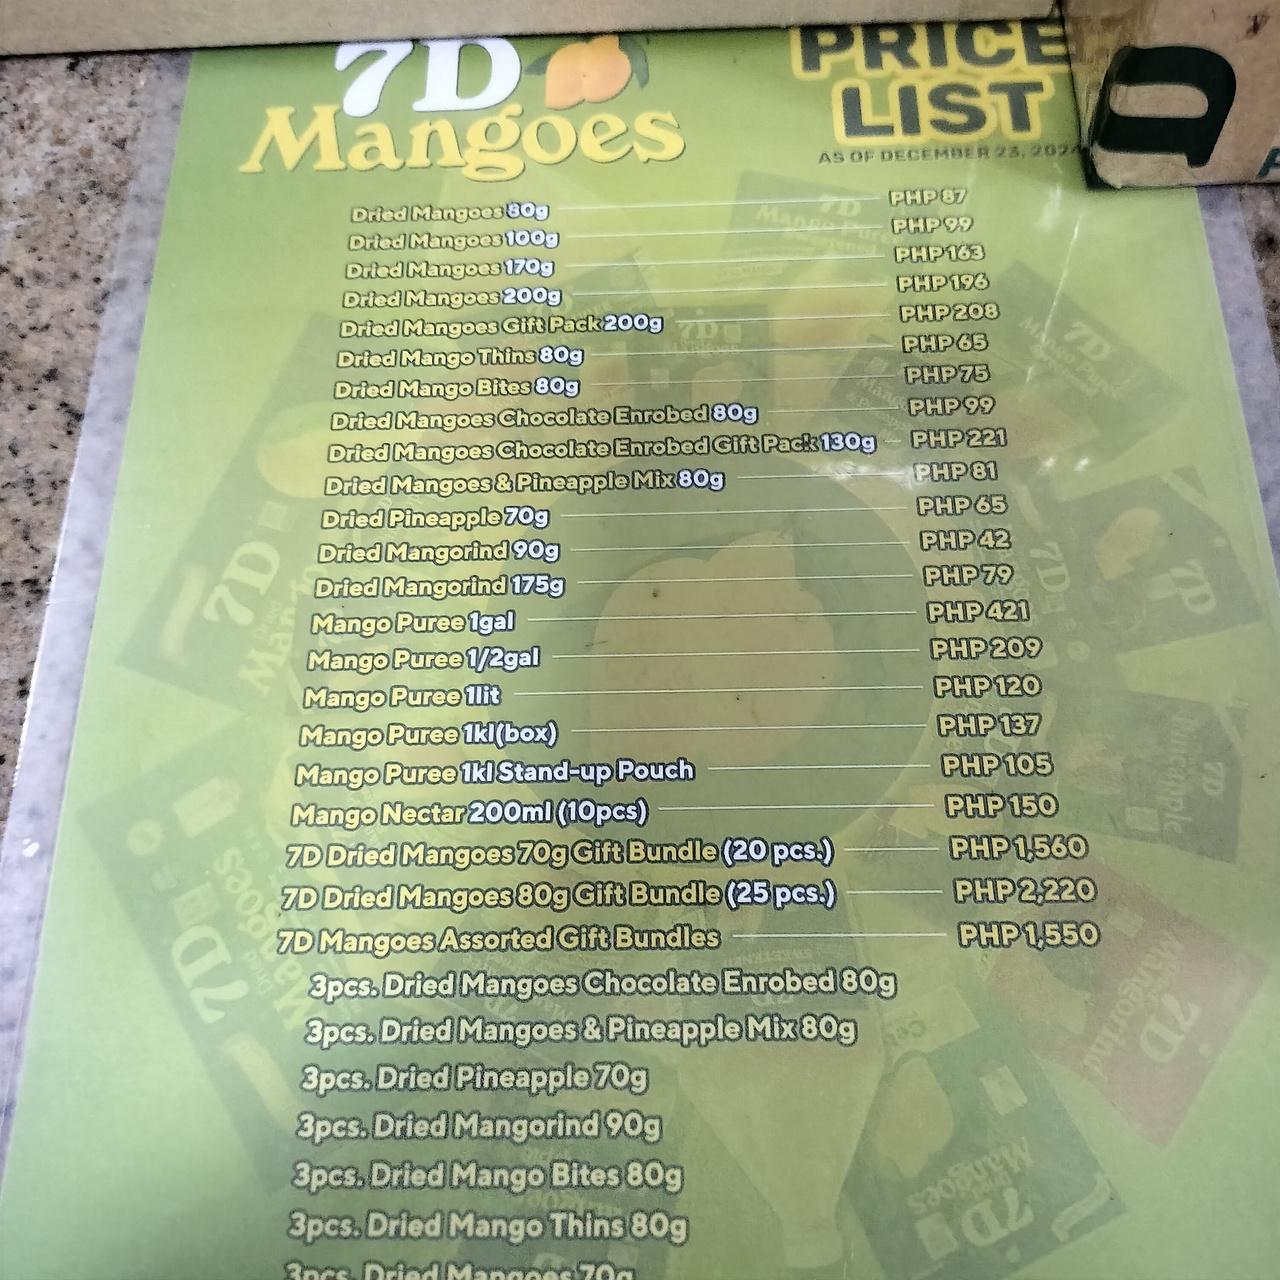 7D
Mangoes
PRICE
LIST
AS OF DECEMBER 23, 2024
Dried Mangoes 80g PHP 87
Dried Mangoes 100g PHP 99
Dried Mangoes 170g PHP 163
Dried Mangoes 200g PHP 196
Dried Mangoes Gift Pack 200g PHP 208
Dried Mango Thins 80g PHP 65
Dried Mango Bites 80g PHP 75
Dried Mangoes Chocolate Enrobed 80g PHP 99
Dried Mangoes Chocolate Enrobed Gift Pack 130g PHP 221
Dried Mangoes & Pineapple Mix 80g PHP 81
Dried Pineapple 70g PHP 65
Dried Mangorind 90g PHP 42
Dried Mangorind 175g PHP 79
Mango Puree 1gal PHP 421
Mango Puree 1/2gal PHP 209
Mango Puree 1lit PHP 120
Mango Puree 1kl(box) PHP 137
Mango Puree 1kl Stand-up Pouch PHP 105
Mango Nectar 200ml (10pcs) PHP 150
7D Dried Mangoes 70g Gift Bundle (20 pcs.) PHP 1,560
7D Dried Mangoes 80g Gift Bundle (25 pcs.) PHP 2,220
7D Mangoes Assorted Gift Bundles PHP 1,550
3pcs. Dried Mangoes Chocolate Enrobed 80g
3pcs. Dried Mangoes & Pineapple Mix 80g
3pcs. Dried Pineapple 70g
3pcs. Dried Mangorind 90g
3pcs. Dried Mango Bites 80g
3pcs. Dried Mango Thins 80g
3pcs. Dried Mangoes 70g